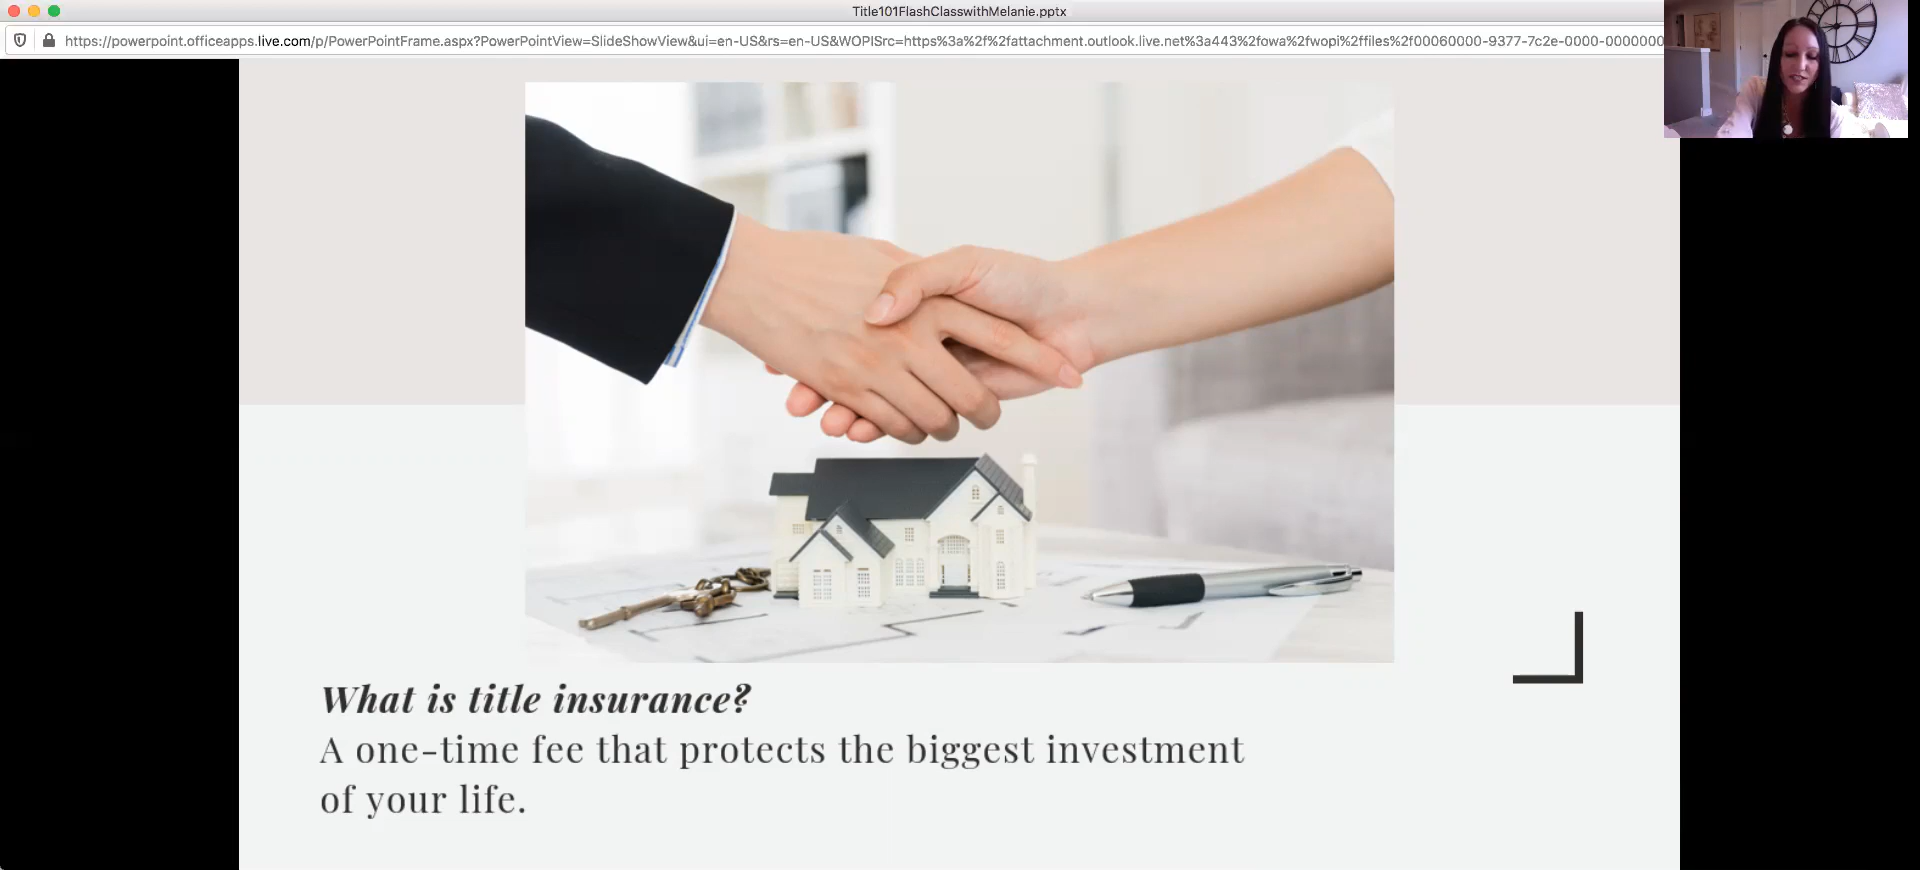 Title101FlashClasswithMelanie.pptx
https://powerpoint.officeapps.live.com/p/PowerPointFrame.aspx?PowerPointView=SlideShowView&ui=en-US&rs=en-US&WOPISrc=https%3a%2f%2fattachment.outlook.live.net%3a443%2fowa%2fwopi%2ffiles%2f00060000-9377-7c2e-0000-0000000
What is title insurance?
A one-time fee that protects the biggest investment
of your life.